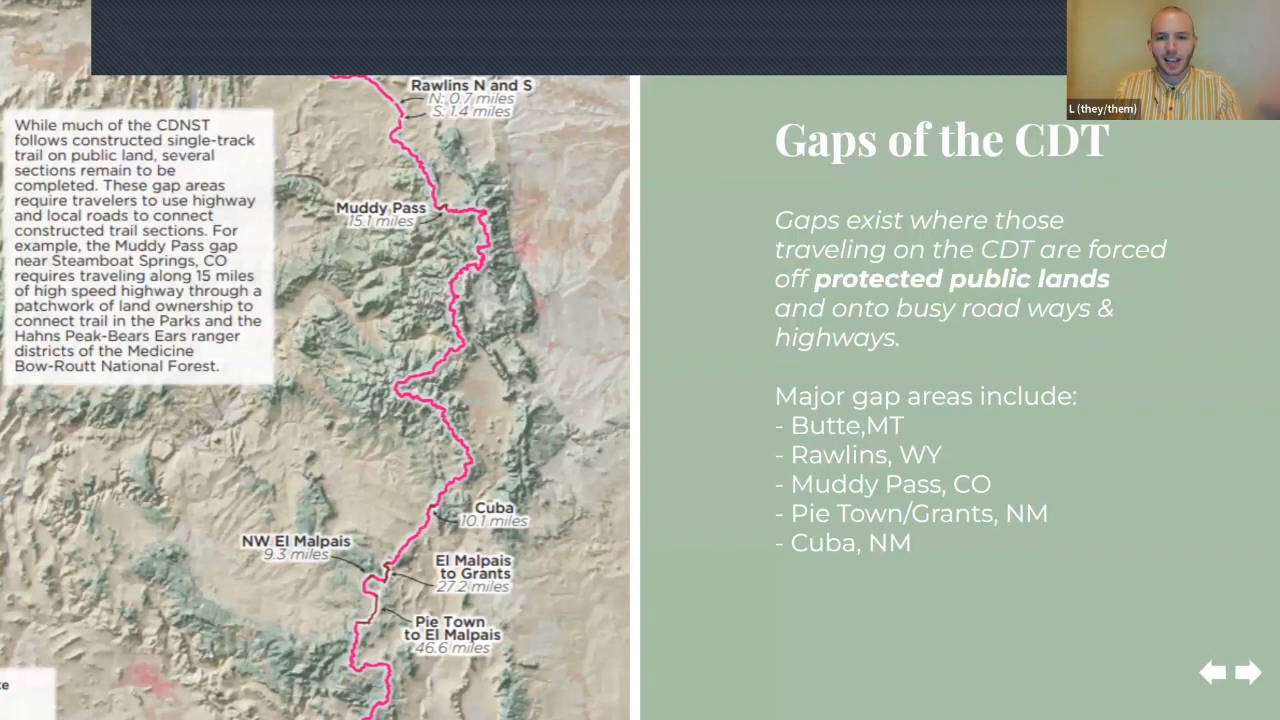 Rawlins N and S
N: 0.7 miles
S: 1.4 miles
While much of the CDNST
follows constructed single-track
trail on public land, several
sections remain to be
completed. These gap areas
require travelers to use highway
and local roads to connect
constructed trail sections. For
example, the Muddy Pass gap
near Steamboat Springs, CO
requires traveling along 15 miles
of high speed highway through a
patchwork of land ownership to
connect trail in the Parks and the
Hahns Peak-Bears Ears ranger
districts of the Medicine
Bow-Routt National Forest.
Muddy Pass
15.1 miles
Cuba
10.1 miles
NW El Malpais
9.3 miles
El Malpais
to Grants
27.2 miles
Pie Town
to El Malpais
46.6 miles
L (they/them)
Gaps of the CDT
Gaps exist where those
traveling on the CDT are forced
off protected public lands
and onto busy road ways &
highways.
Major gap areas include:
- Butte,MT
- Rawlins, WY
- Muddy Pass, CO
- Pie Town/Grants, NM
- Cuba, NM